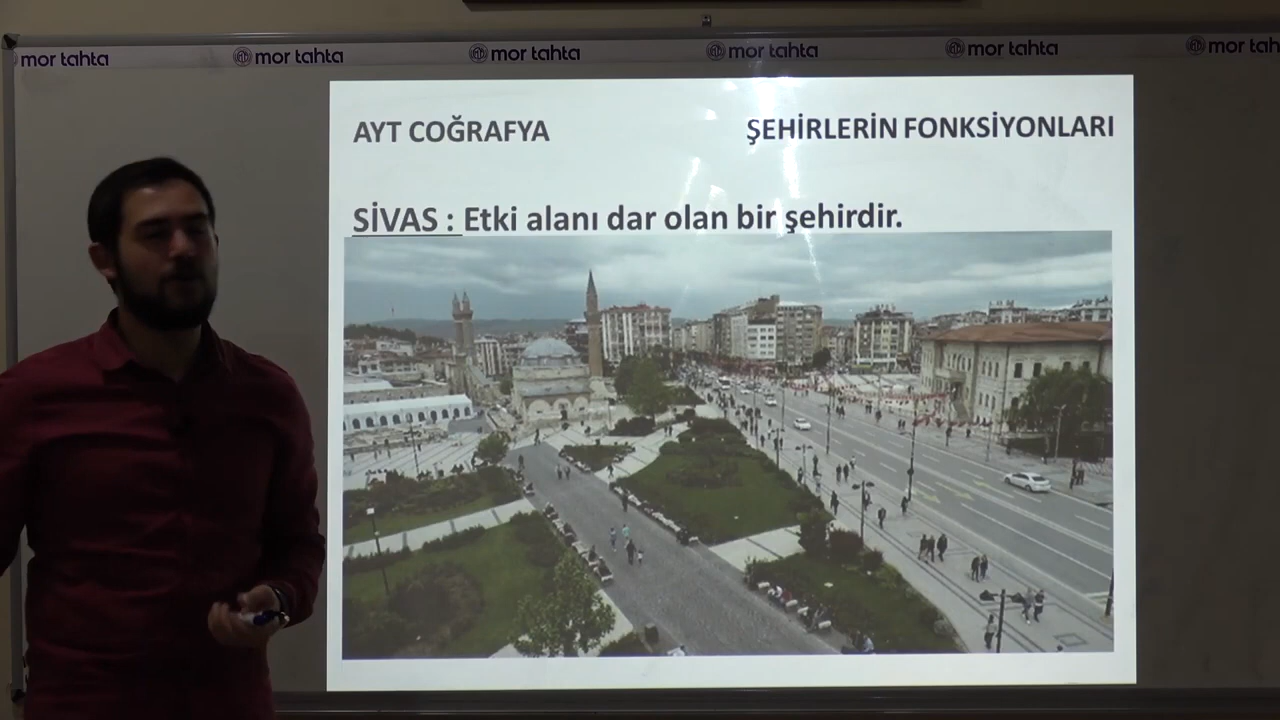 mor tahta mor tahta mor tahta mor tahta mor tahta mor tahta
AYT COĞRAFYA ŞEHİRLERİN FONKSİYONLARI
SİVAS : Etki alanı dar olan bir şehirdir.